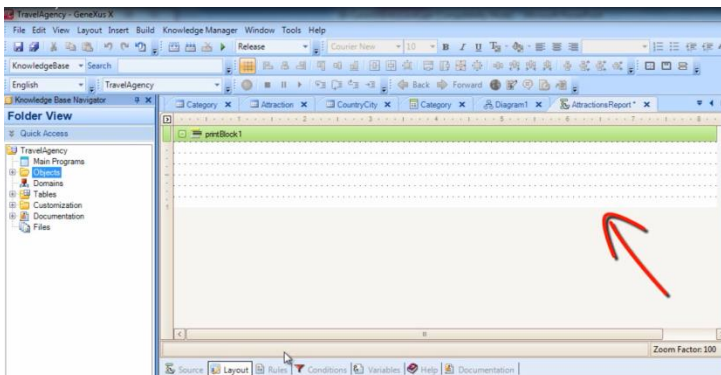 TravelAgency - GeneXus X
File Edit View Layout Insert Build Knowledge Manager Window Tools Help
Release Courier New 10 B I U
KnowledgeBase Search
English TravelAgency Back Forward
Knowledge Base Navigator
Category Attraction CountryCity Category Diagram1 AttractionsReport*
Folder View
Quick Access
printBlock1
TravelAgency
Main Programs
Objects
Domains
Tables
Customization
Documentation
Files
Zoom Factor: 100
Source Layout Rules Conditions Variables Help Documentation